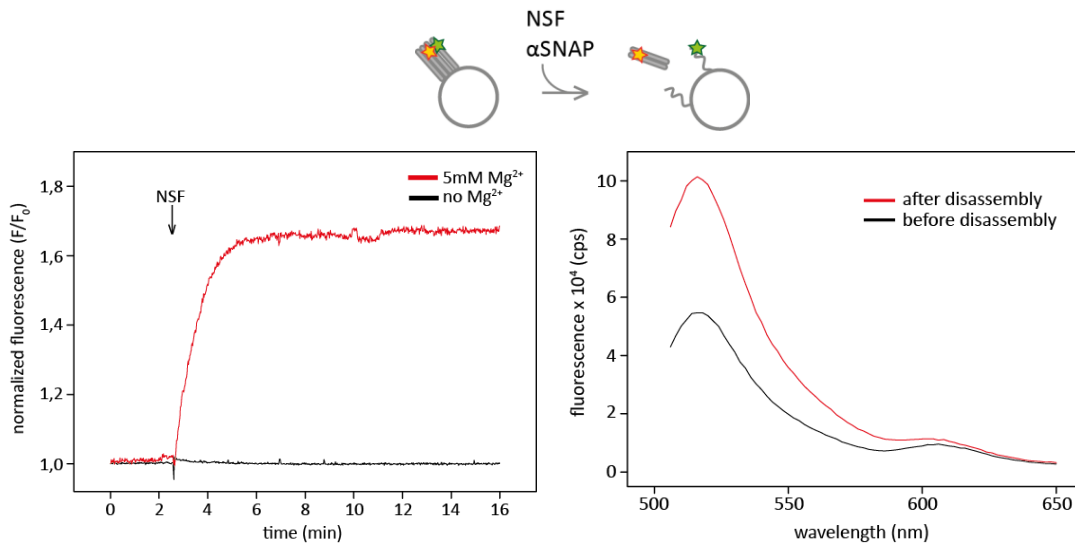 NSF
αSNAP
normalized fluorescence (F/F₀)
1,8
1,6
1,4
1,2
1,0
NSF
5mM Mg²⁺
no Mg²⁺
0 2 4 6 8 10 12 14 16
time (min)
fluorescence x 10⁴ (cps)
10
8
6
4
2
0
after disassembly
before disassembly
500 550 600 650
wavelength (nm)